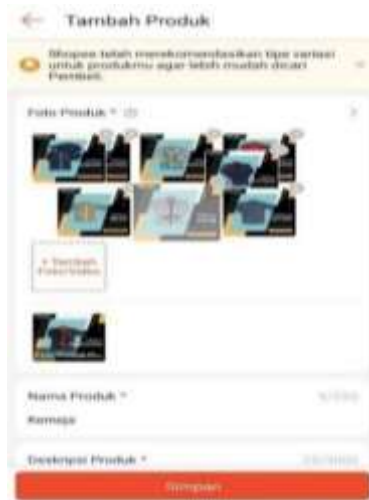 Tambah Produk
Shopee telah merekomendasikan tipe variasi
untuk produkmu agar lebih mudah dicari
Pembeli.
Foto Produk *
+ Tambah
Foto/Video
Nama Produk *
Kemeja
Deskripsi Produk *
Simpan